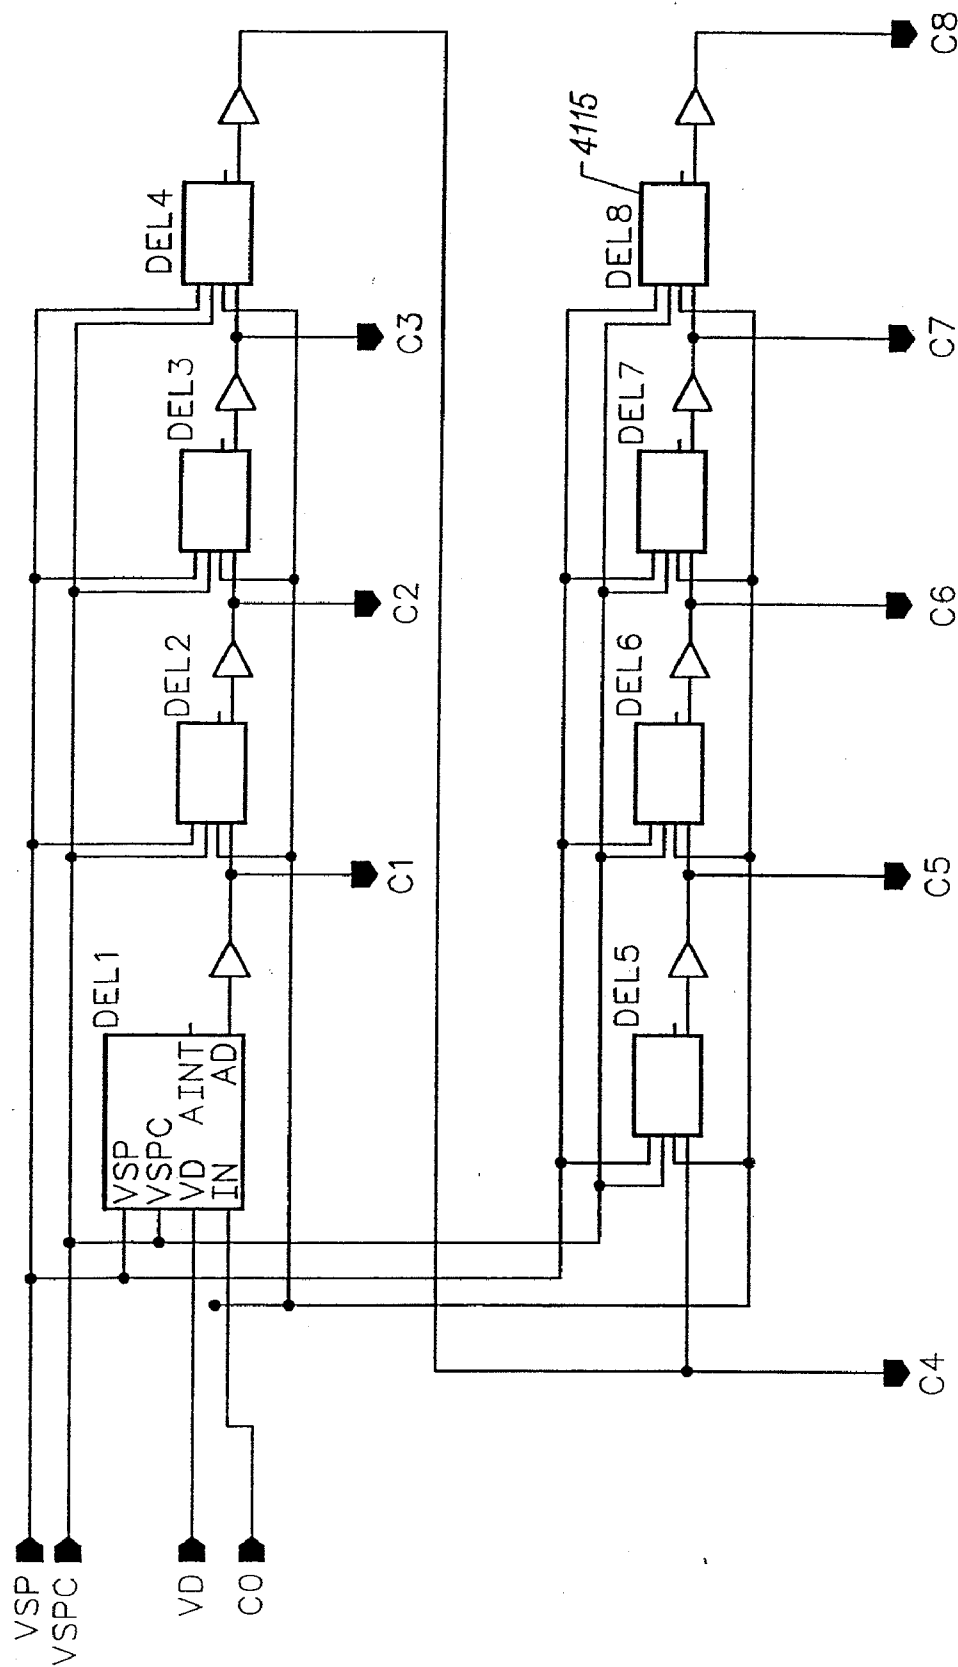 VSP
VSPC
VD
C0
DEL1
VSP
VSPC
VD
AINT
IN
AD
DEL2
DEL3
DEL4
C1
C2
C3
DEL5
DEL6
DEL7
DEL8
4115
C4
C5
C6
C7
C8